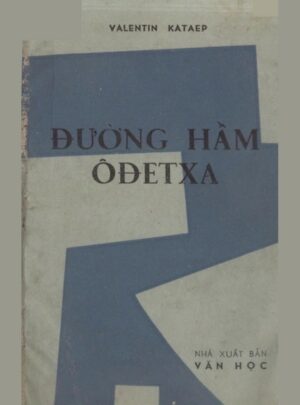 VALENTIN KATAEP
ĐƯỜNG HẦM
ÔĐETXA
NHÀ XUẤT BẢN
VĂN HỌC